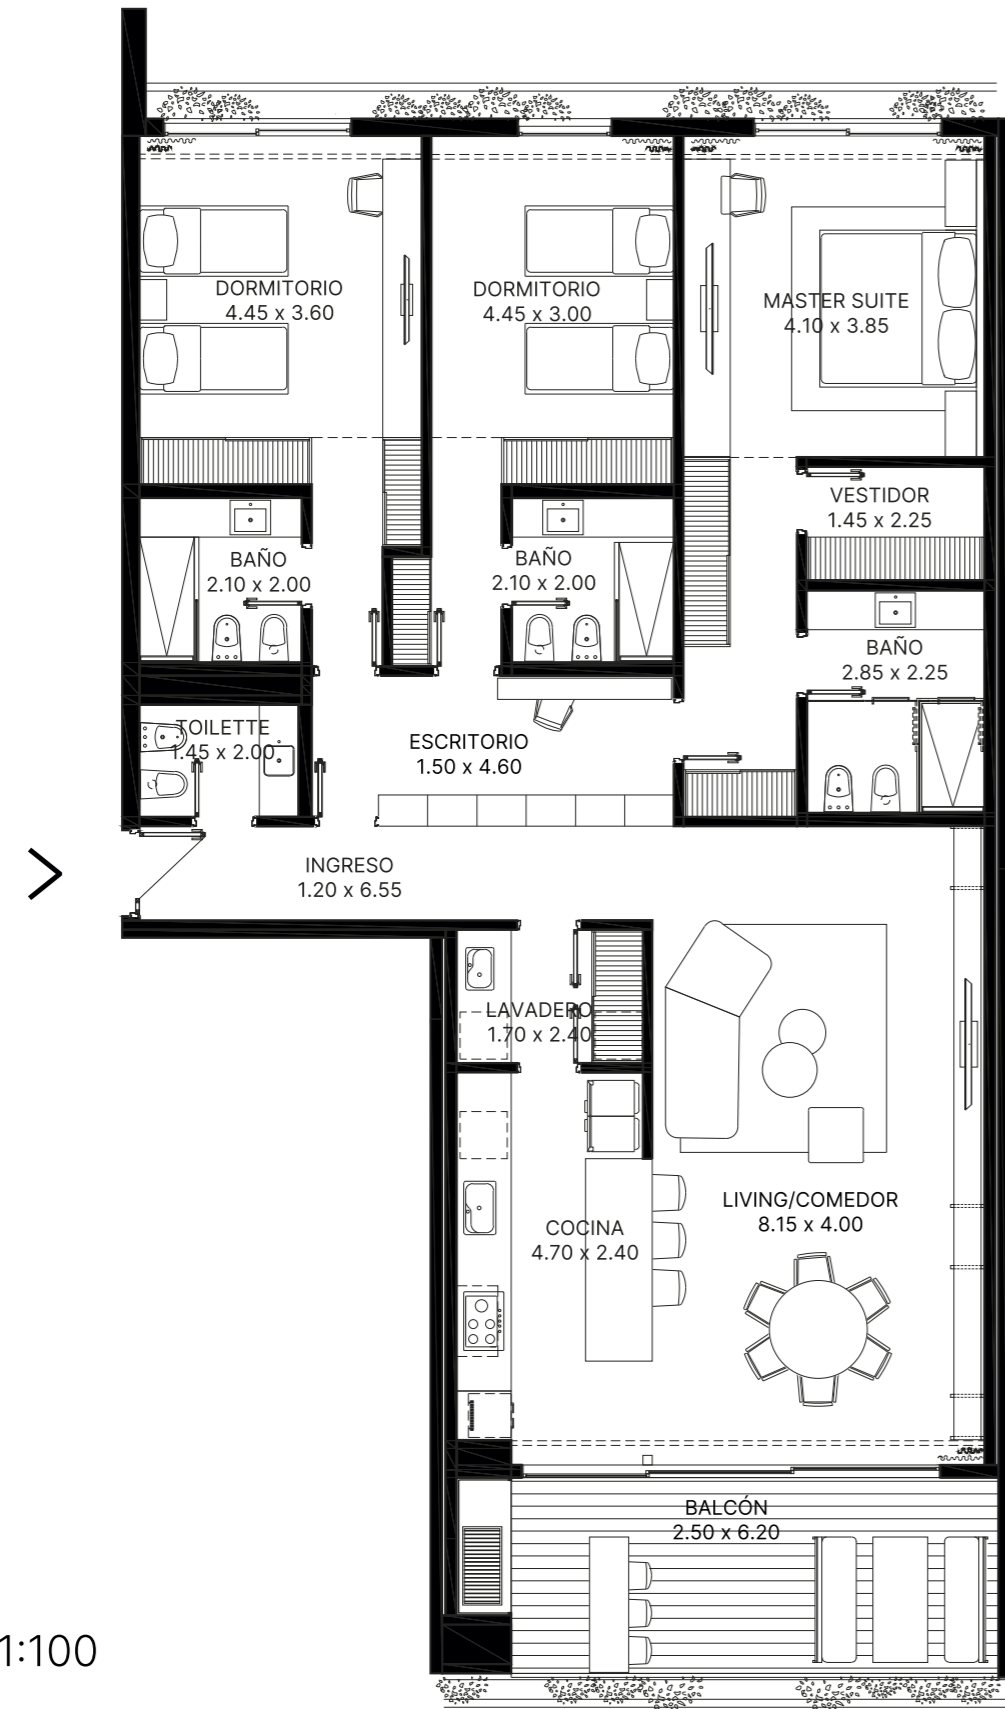 DORMITORIO
4.45 x 3.60
DORMITORIO
4.45 x 3.00
MASTER SUITE
4.10 x 3.85
VESTIDOR
1.45 x 2.25
BAÑO
2.10 x 2.00
BAÑO
2.10 x 2.00
BAÑO
2.85 x 2.25
TOILETTE
1.45 x 2.00
ESCRITORIO
1.50 x 4.60
INGRESO
1.20 x 6.55
LAVADERO
1.70 x 2.40
LIVING/COMEDOR
8.15 x 4.00
COCINA
4.70 x 2.40
BALCÓN
2.50 x 6.20
1:100